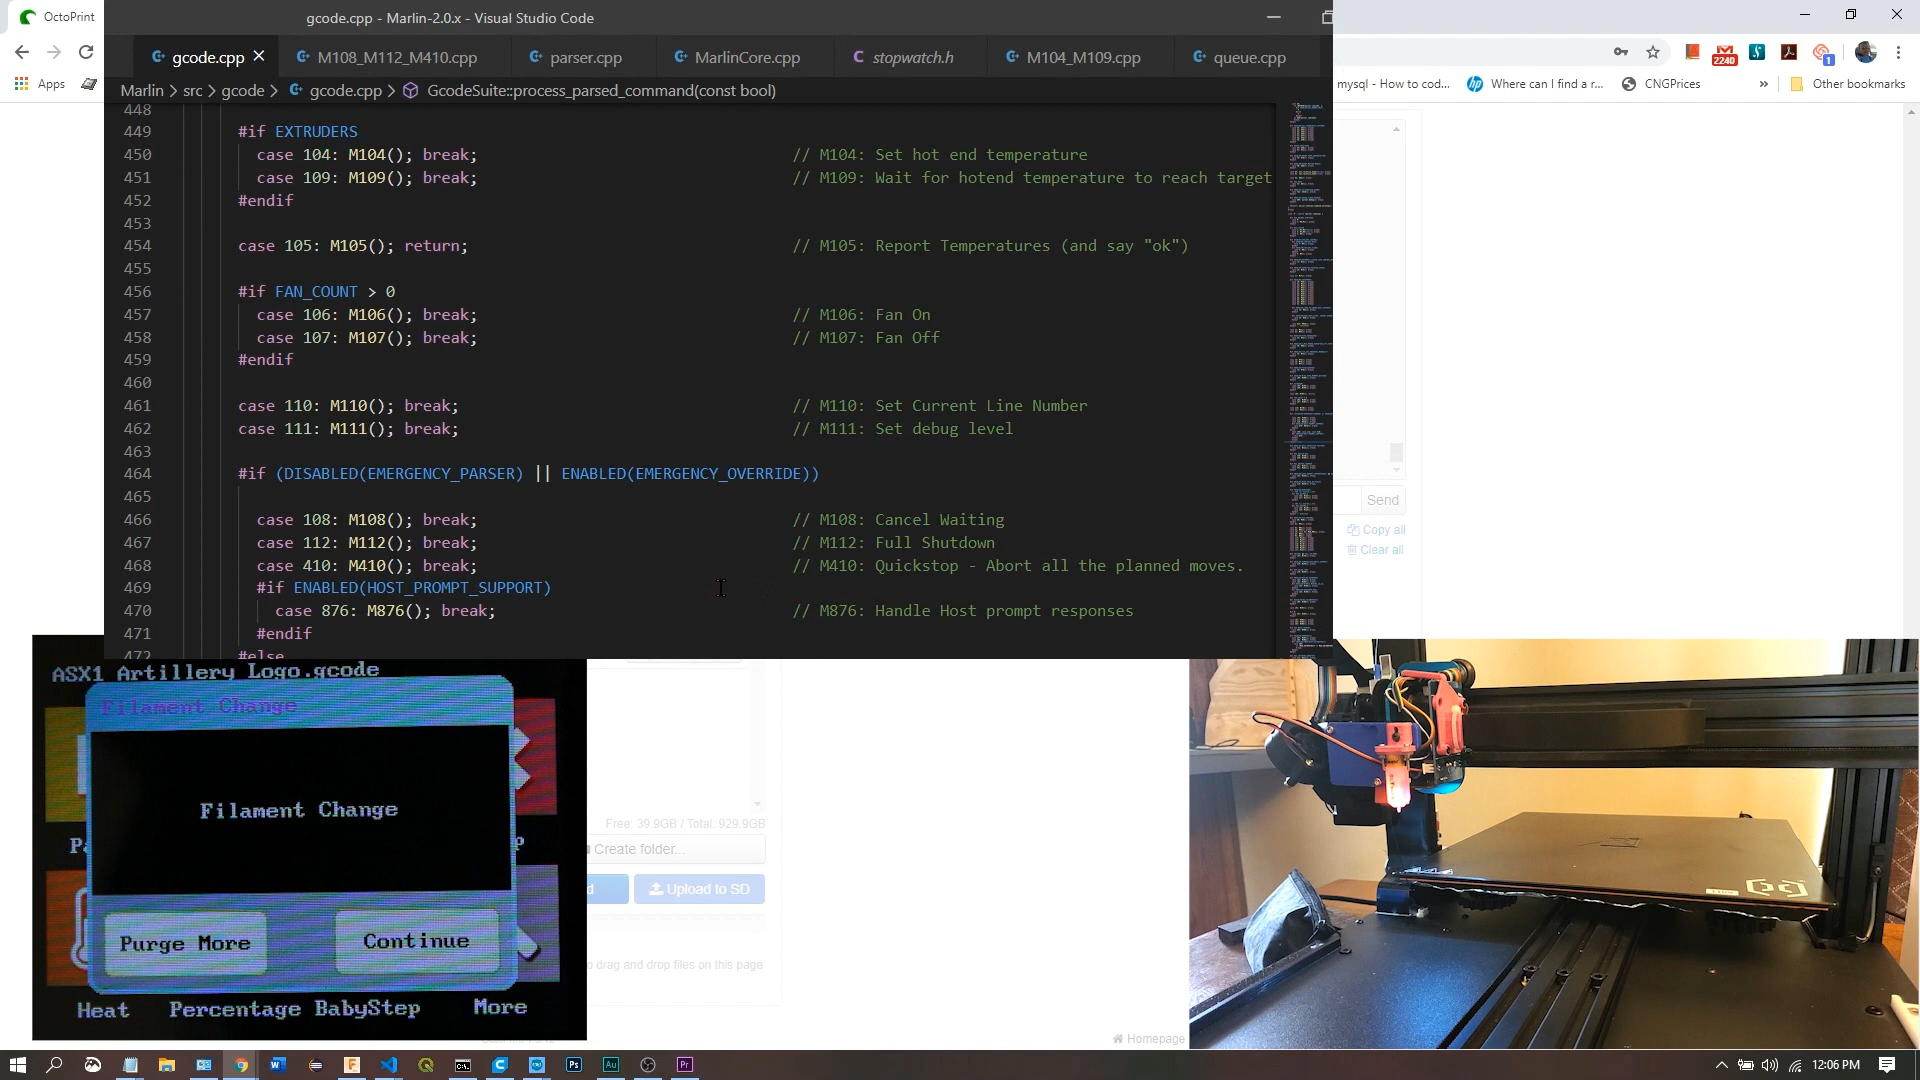 OctoPrint
gcode.cpp - Marlin-2.0.x - Visual Studio Code
gcode.cpp
M108_M112_M410.cpp
parser.cpp
MarlinCore.cpp
stopwatch.h
M104_M109.cpp
queue.cpp
2240
1
Apps
mysql - How to cod...
Where can I find a r...
CNGPrices
»
Other bookmarks
Marlin > src > gcode > gcode.cpp > GcodeSuite::process_parsed_command(const bool)
448
449 #if EXTRUDERS
450 case 104: M104(); break; // M104: Set hot end temperature
451 case 109: M109(); break; // M109: Wait for hotend temperature to reach target
452 #endif
453
454 case 105: M105(); return; // M105: Report Temperatures (and say "ok")
455
456 #if FAN_COUNT > 0
457 case 106: M106(); break; // M106: Fan On
458 case 107: M107(); break; // M107: Fan Off
459 #endif
460
461 case 110: M110(); break; // M110: Set Current Line Number
462 case 111: M111(); break; // M111: Set debug level
463
464 #if (DISABLED(EMERGENCY_PARSER) || ENABLED(EMERGENCY_OVERRIDE))
465
466 case 108: M108(); break; // M108: Cancel Waiting
467 case 112: M112(); break; // M112: Full Shutdown
468 case 410: M410(); break; // M410: Quickstop - Abort all the planned moves.
469 #if ENABLED(HOST_PROMPT_SUPPORT)
470 case 876: M876(); break; // M876: Handle Host prompt responses
471 #endif
472 #else
Send
Copy all
Clear all
ASX1 Artillery Logo.gcode
Filament Change
Filament Change
Purge More
Continue
Heat
Percentage
BabyStep
More
Free: 39.9GB / Total: 929.9GB
Create folder...
Upload to SD
drag and drop files on this page
Homepage
12:06 PM